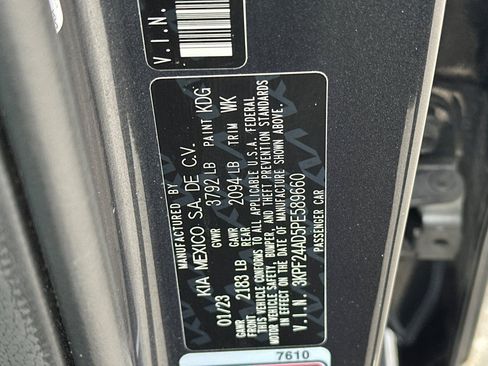 V.I.N.
MANUFACTURED BY
KIA MEXICO S.A. DE C.V.
01/23 GVWR 3792 LB PAINT KDG
GAWR FRONT 2183 LB GAWR REAR 2094 LB TRIM WK
THIS VEHICLE CONFORMS TO ALL APPLICABLE U.S.A. FEDERAL
MOTOR VEHICLE SAFETY, BUMPER, AND THEFT PREVENTION STANDARDS
IN EFFECT ON THE DATE OF MANUFACTURE SHOWN ABOVE.
V.I.N. 3KPF24AD5PE589660
PASSENGER CAR
7610